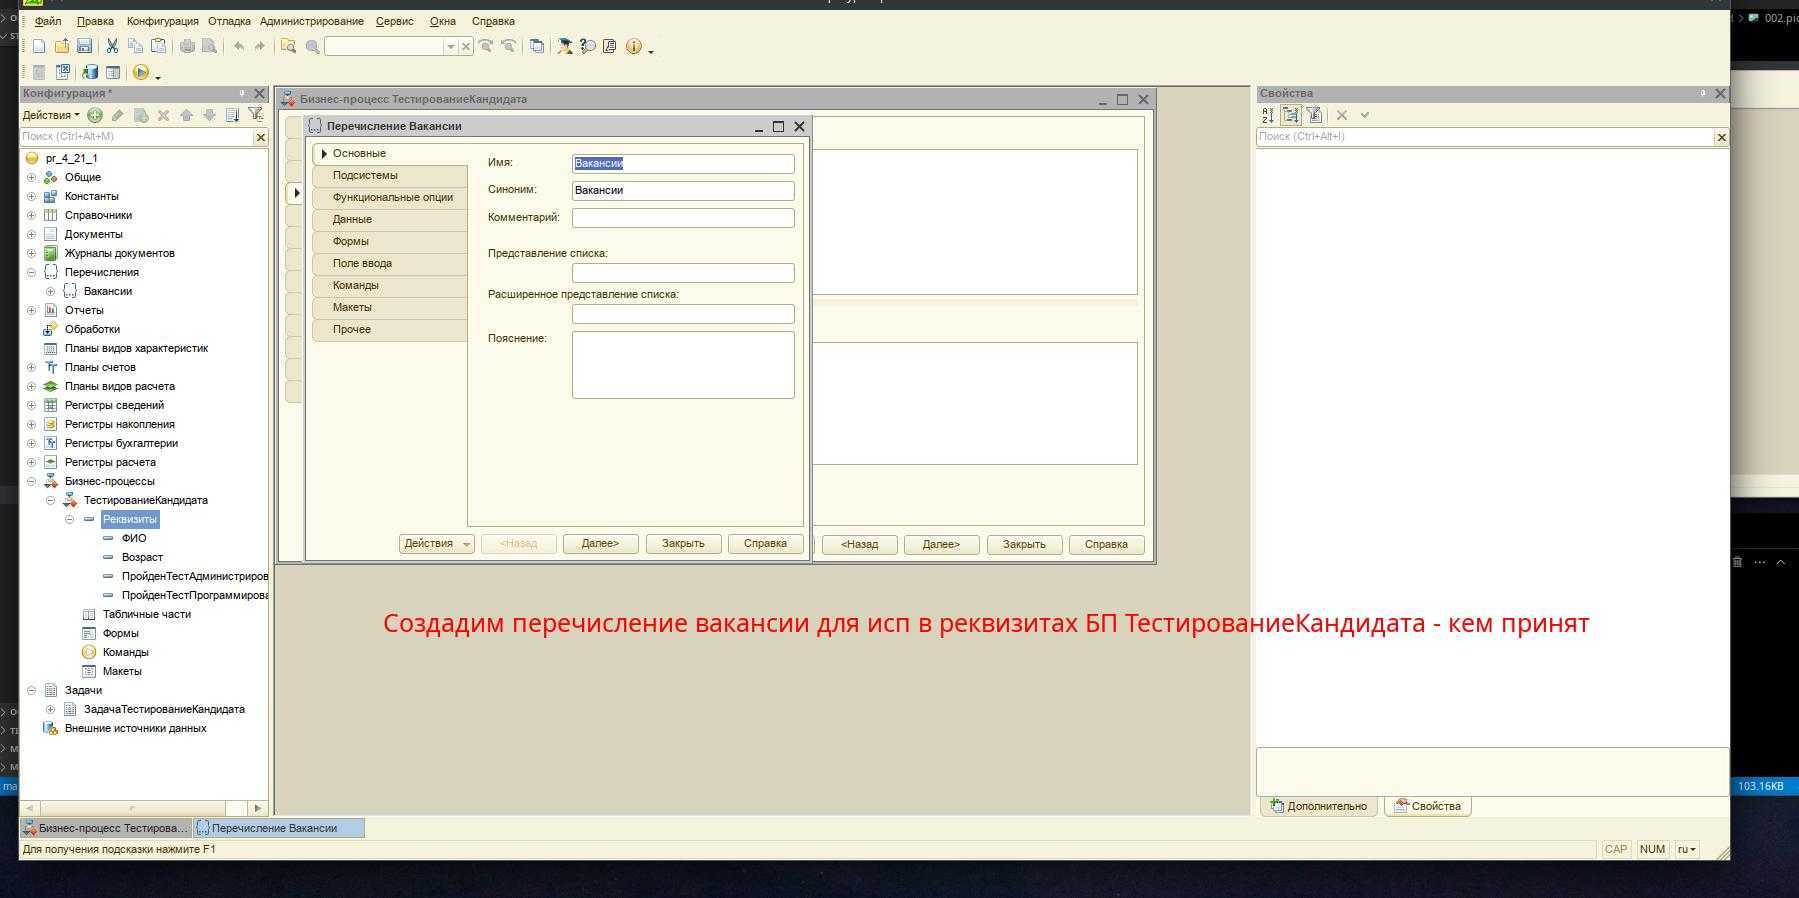 Файл Правка Конфигурация Отладка Администрирование Сервис Окна Справка
002.pic
Конфигурация *
Действия
Поиск (Ctrl+Alt+M)
pr_4_21_1
Общие
Константы
Справочники
Документы
Журналы документов
Перечисления
Вакансии
Отчеты
Обработки
Планы видов характеристик
Планы счетов
Планы видов расчета
Регистры сведений
Регистры накопления
Регистры бухгалтерии
Регистры расчета
Бизнес-процессы
ТестированиеКандидата
Реквизиты
ФИО
Возраст
ПройденТестАдминистриров
ПройденТестПрограммирова
Табличные части
Формы
Команды
Макеты
Задачи
ЗадачаТестированиеКандидата
Внешние источники данных
Бизнес-процесс ТестированиеКандидата
Перечисление Вакансии
Основные
Подсистемы
Функциональные опции
Данные
Формы
Поле ввода
Команды
Макеты
Прочее
Имя: Вакансии
Синоним: Вакансии
Комментарий:
Представление списка:
Расширенное представление списка:
Пояснение:
Действия <Назад Далее> Закрыть Справка
<Назад Далее> Закрыть Справка
Создадим перечисление вакансии для исп в реквизитах БП ТестированиеКандидата - кем принят
Свойства
Поиск (Ctrl+Alt+I)
Дополнительно Свойства
103.16KB
Бизнес-процесс Тестирова... Перечисление Вакансии
Для получения подсказки нажмите F1
CAP NUM ru